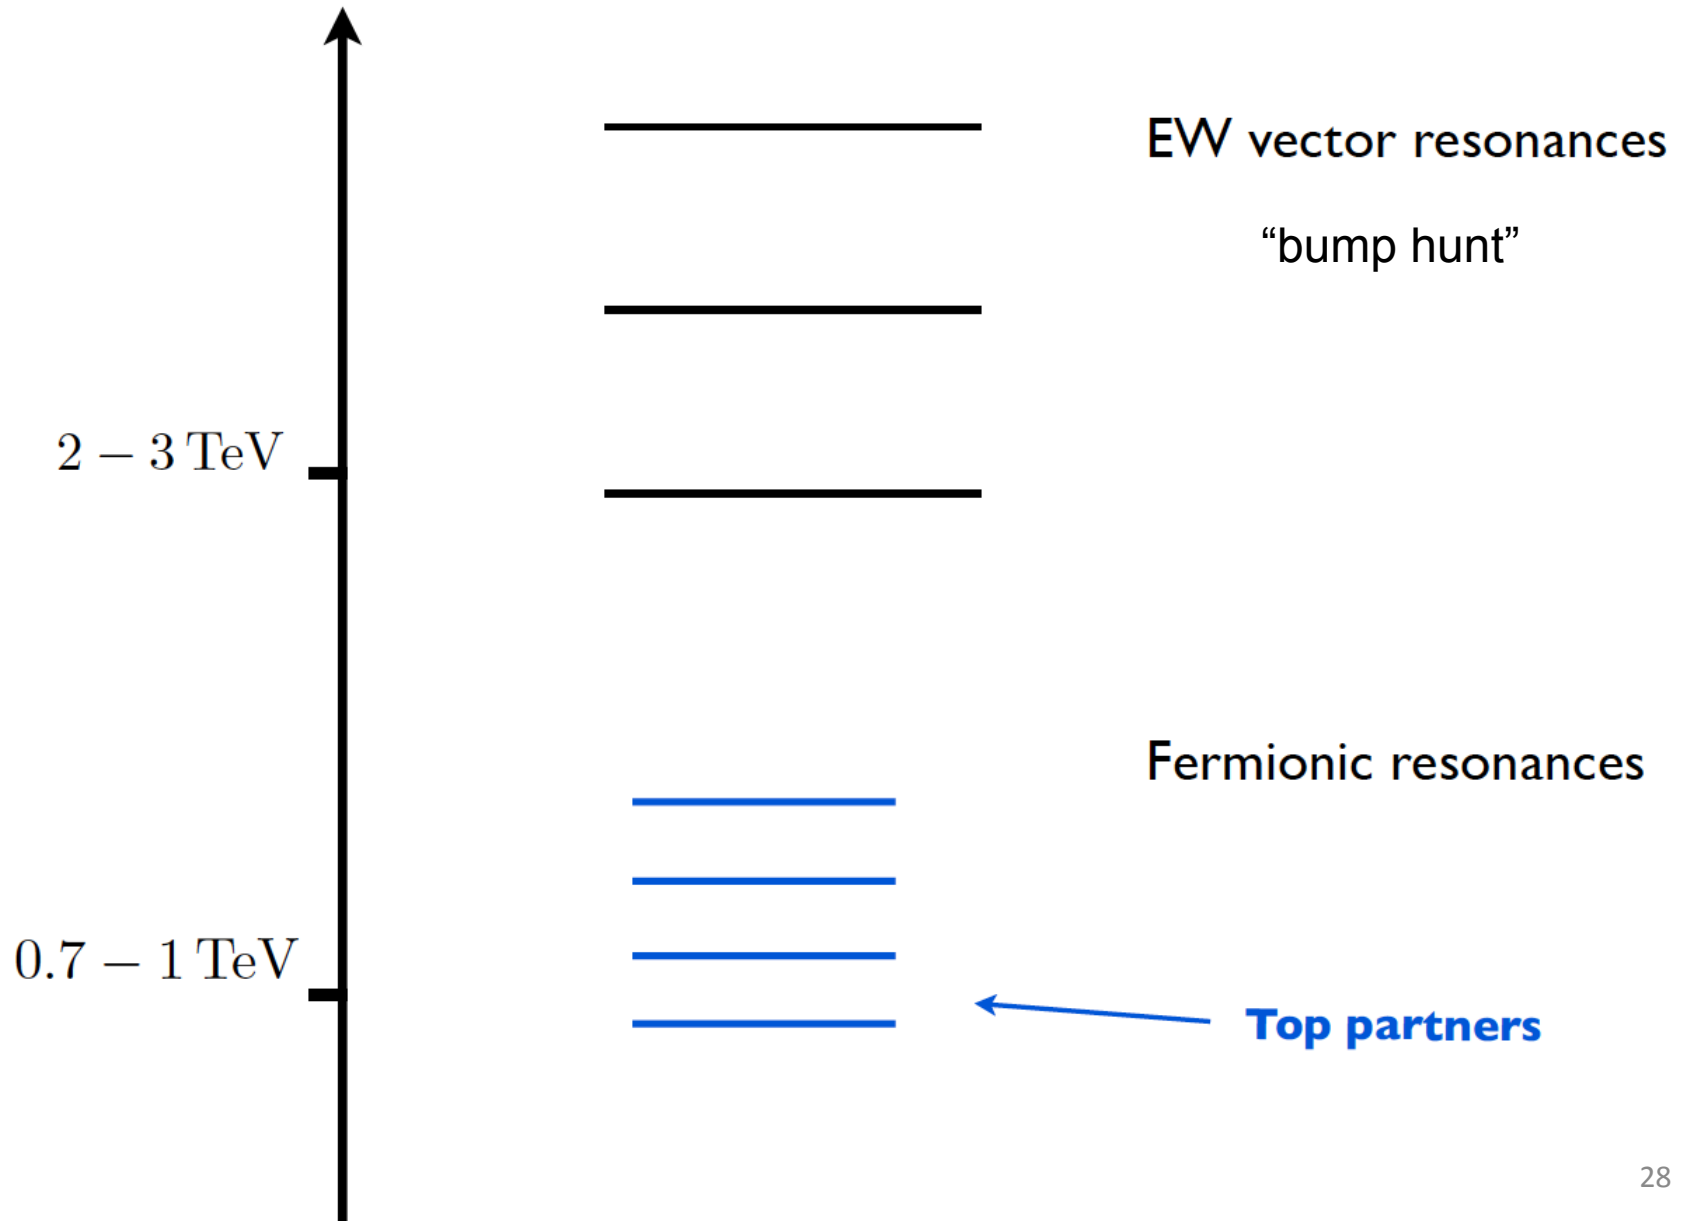 EW vector resonances
“bump hunt”
2 – 3 TeV
Fermionic resonances
0.7 – 1 TeV
Top partners
28